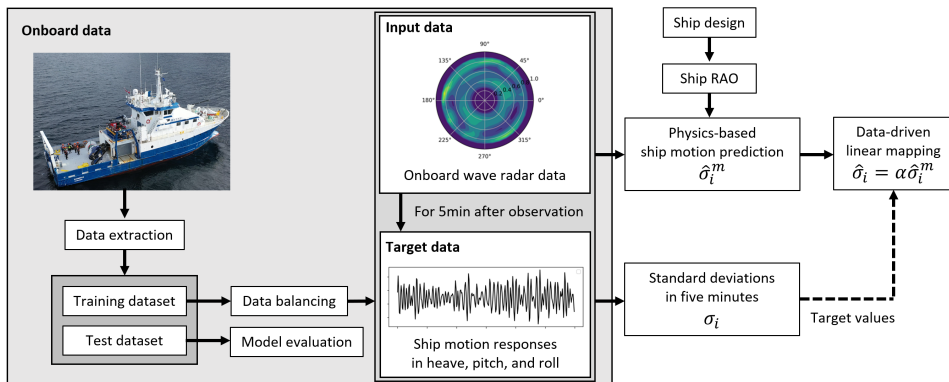 Onboard data
Data extraction
Training dataset
Test dataset
Data balancing
Model evaluation
Input data
90°
135°
45°
1.0
180°
0°
225°
315°
270°
Onboard wave radar data
For 5min after observation
Target data
Ship motion responses
in heave, pitch, and roll
Ship design
Ship RAO
Physics-based
ship motion prediction
σ̂ᵢᵐ
Data-driven
linear mapping
σ̂ᵢ = ασ̂ᵢᵐ
Standard deviations
in five minutes
σᵢ
Target values